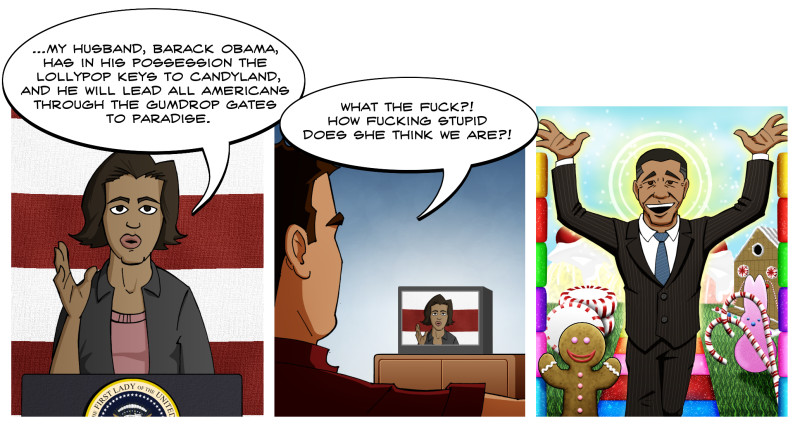 ...MY HUSBAND, BARACK OBAMA,
HAS IN HIS POSSESSION THE
LOLLYPOP KEYS TO CANDYLAND,
AND HE WILL LEAD ALL AMERICANS
THROUGH THE GUMDROP GATES
TO PARADISE.
WHAT THE FUCK?!
HOW FUCKING STUPID
DOES SHE THINK WE ARE?!
FIRST LADY OF THE UNITED